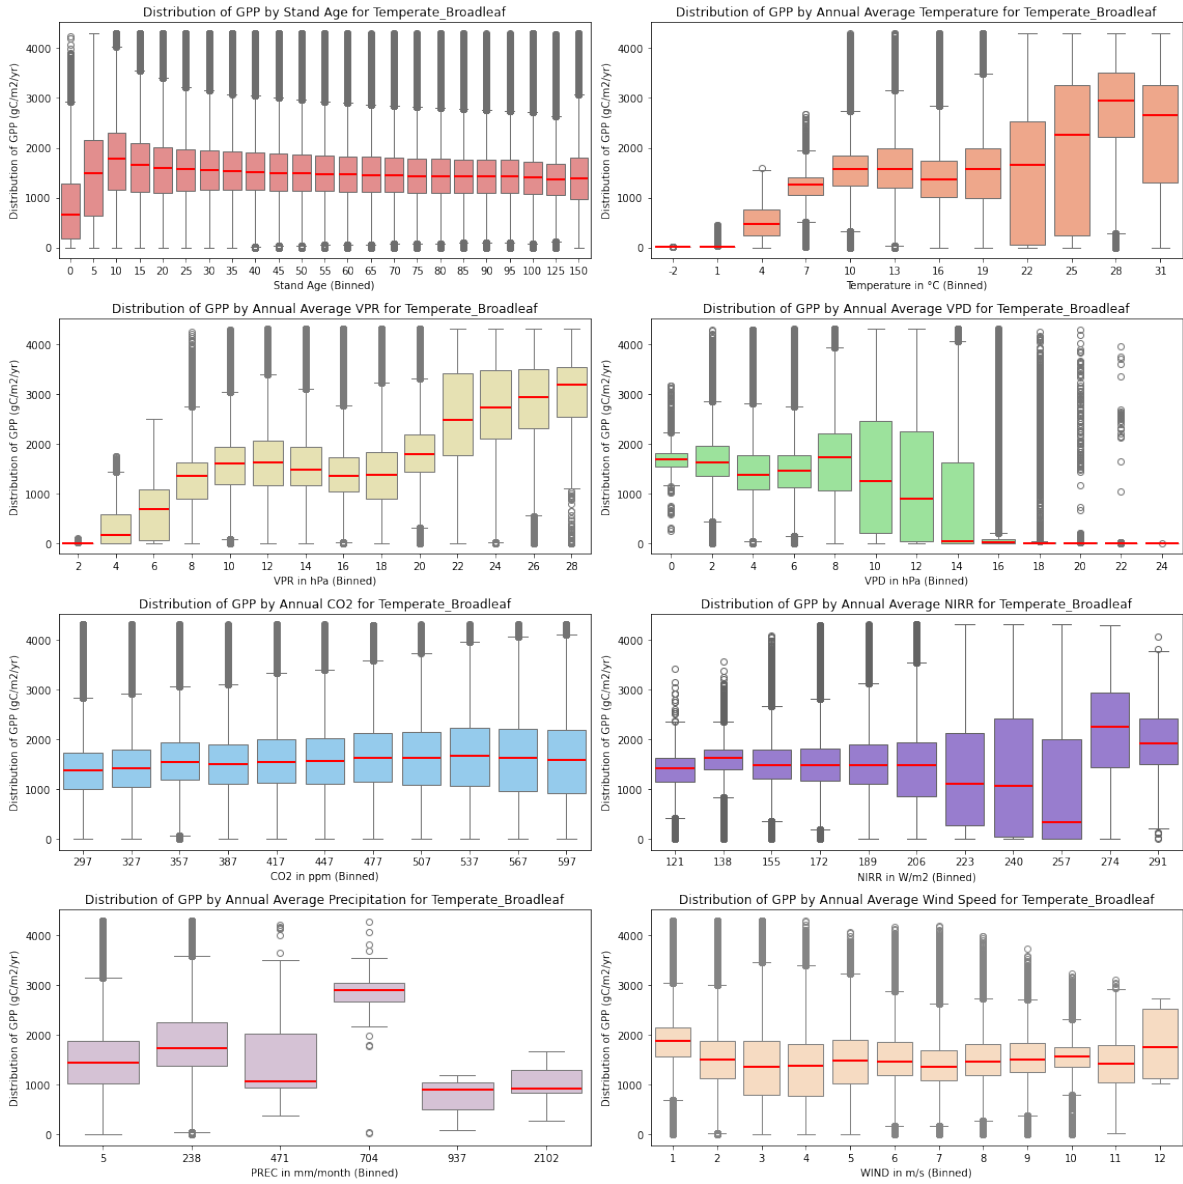 Distribution of GPP by Stand Age for Temperate_Broadleaf
Distribution of GPP (gC/m2/yr)
4000
3000
2000
1000
0
0 5 10 15 20 25 30 35 40 45 50 55 60 65 70 75 80 85 90 95 100 125 150
Stand Age (Binned)
Distribution of GPP by Annual Average Temperature for Temperate_Broadleaf
Distribution of GPP (gC/m2/yr)
4000
3000
2000
1000
0
-2 1 4 7 10 13 16 19 22 25 28 31
Temperature in °C (Binned)
Distribution of GPP by Annual Average VPR for Temperate_Broadleaf
Distribution of GPP (gC/m2/yr)
4000
3000
2000
1000
0
2 4 6 8 10 12 14 16 18 20 22 24 26 28
VPR in hPa (Binned)
Distribution of GPP by Annual Average VPD for Temperate_Broadleaf
Distribution of GPP (gC/m2/yr)
4000
3000
2000
1000
0
0 2 4 6 8 10 12 14 16 18 20 22 24
VPD in hPa (Binned)
Distribution of GPP by Annual CO2 for Temperate_Broadleaf
Distribution of GPP (gC/m2/yr)
4000
3000
2000
1000
0
297 327 357 387 417 447 477 507 537 567 597
CO2 in ppm (Binned)
Distribution of GPP by Annual Average NIRR for Temperate_Broadleaf
Distribution of GPP (gC/m2/yr)
4000
3000
2000
1000
0
121 138 155 172 189 206 223 240 257 274 291
NIRR in W/m2 (Binned)
Distribution of GPP by Annual Average Precipitation for Temperate_Broadleaf
Distribution of GPP (gC/m2/yr)
4000
3000
2000
1000
0
5 238 471 704 937 2102
PREC in mm/month (Binned)
Distribution of GPP by Annual Average Wind Speed for Temperate_Broadleaf
Distribution of GPP (gC/m2/yr)
4000
3000
2000
1000
0
1 2 3 4 5 6 7 8 9 10 11 12
WIND in m/s (Binned)